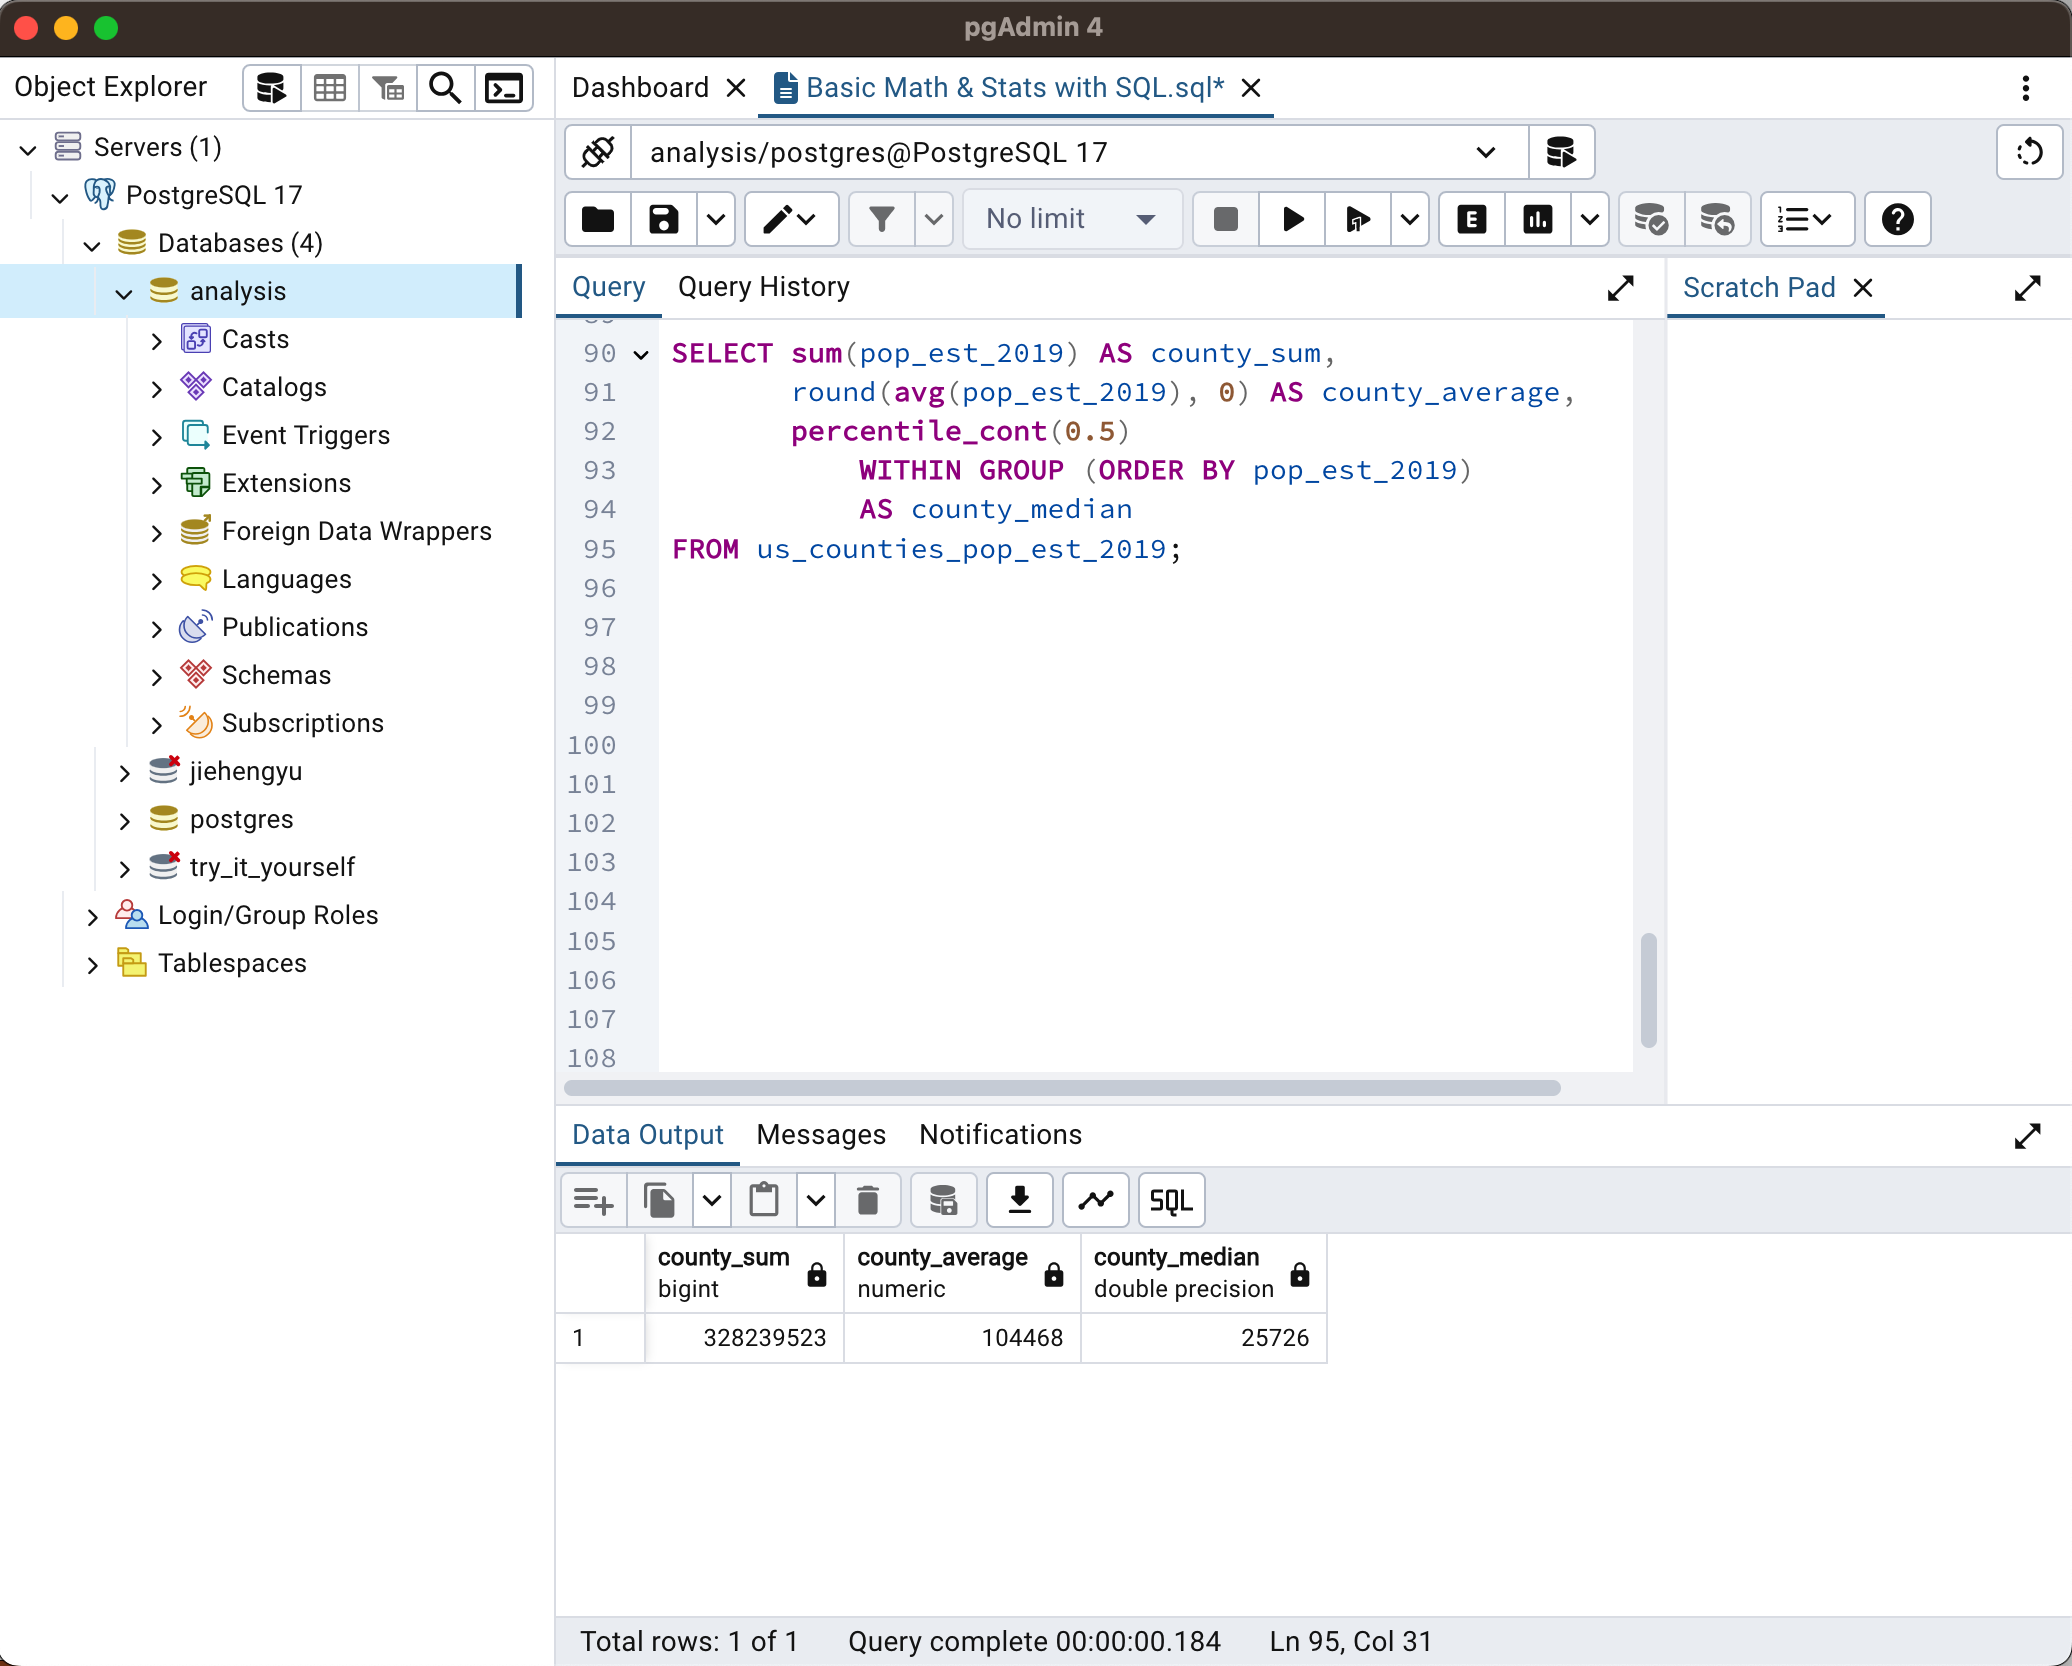 pgAdmin 4
Object Explorer
Servers (1)
PostgreSQL 17
Databases (4)
analysis
Casts
Catalogs
Event Triggers
Extensions
Foreign Data Wrappers
Languages
Publications
Schemas
Subscriptions
jiehengyu
postgres
try_it_yourself
Login/Group Roles
Tablespaces
Dashboard
Basic Math & Stats with SQL.sql*
analysis/postgres@PostgreSQL 17
No limit
E
Query
Query History
Scratch Pad
89
90 SELECT sum(pop_est_2019) AS county_sum,
91 round(avg(pop_est_2019), 0) AS county_average,
92 percentile_cont(0.5)
93 WITHIN GROUP (ORDER BY pop_est_2019)
94 AS county_median
95 FROM us_counties_pop_est_2019;
96
97
98
99
100
101
102
103
104
105
106
107
108
Data Output
Messages
Notifications
SQL
county_sum
bigint
county_average
numeric
county_median
double precision
1 328239523 104468 25726
Total rows: 1 of 1
Query complete 00:00:00.184
Ln 95, Col 31